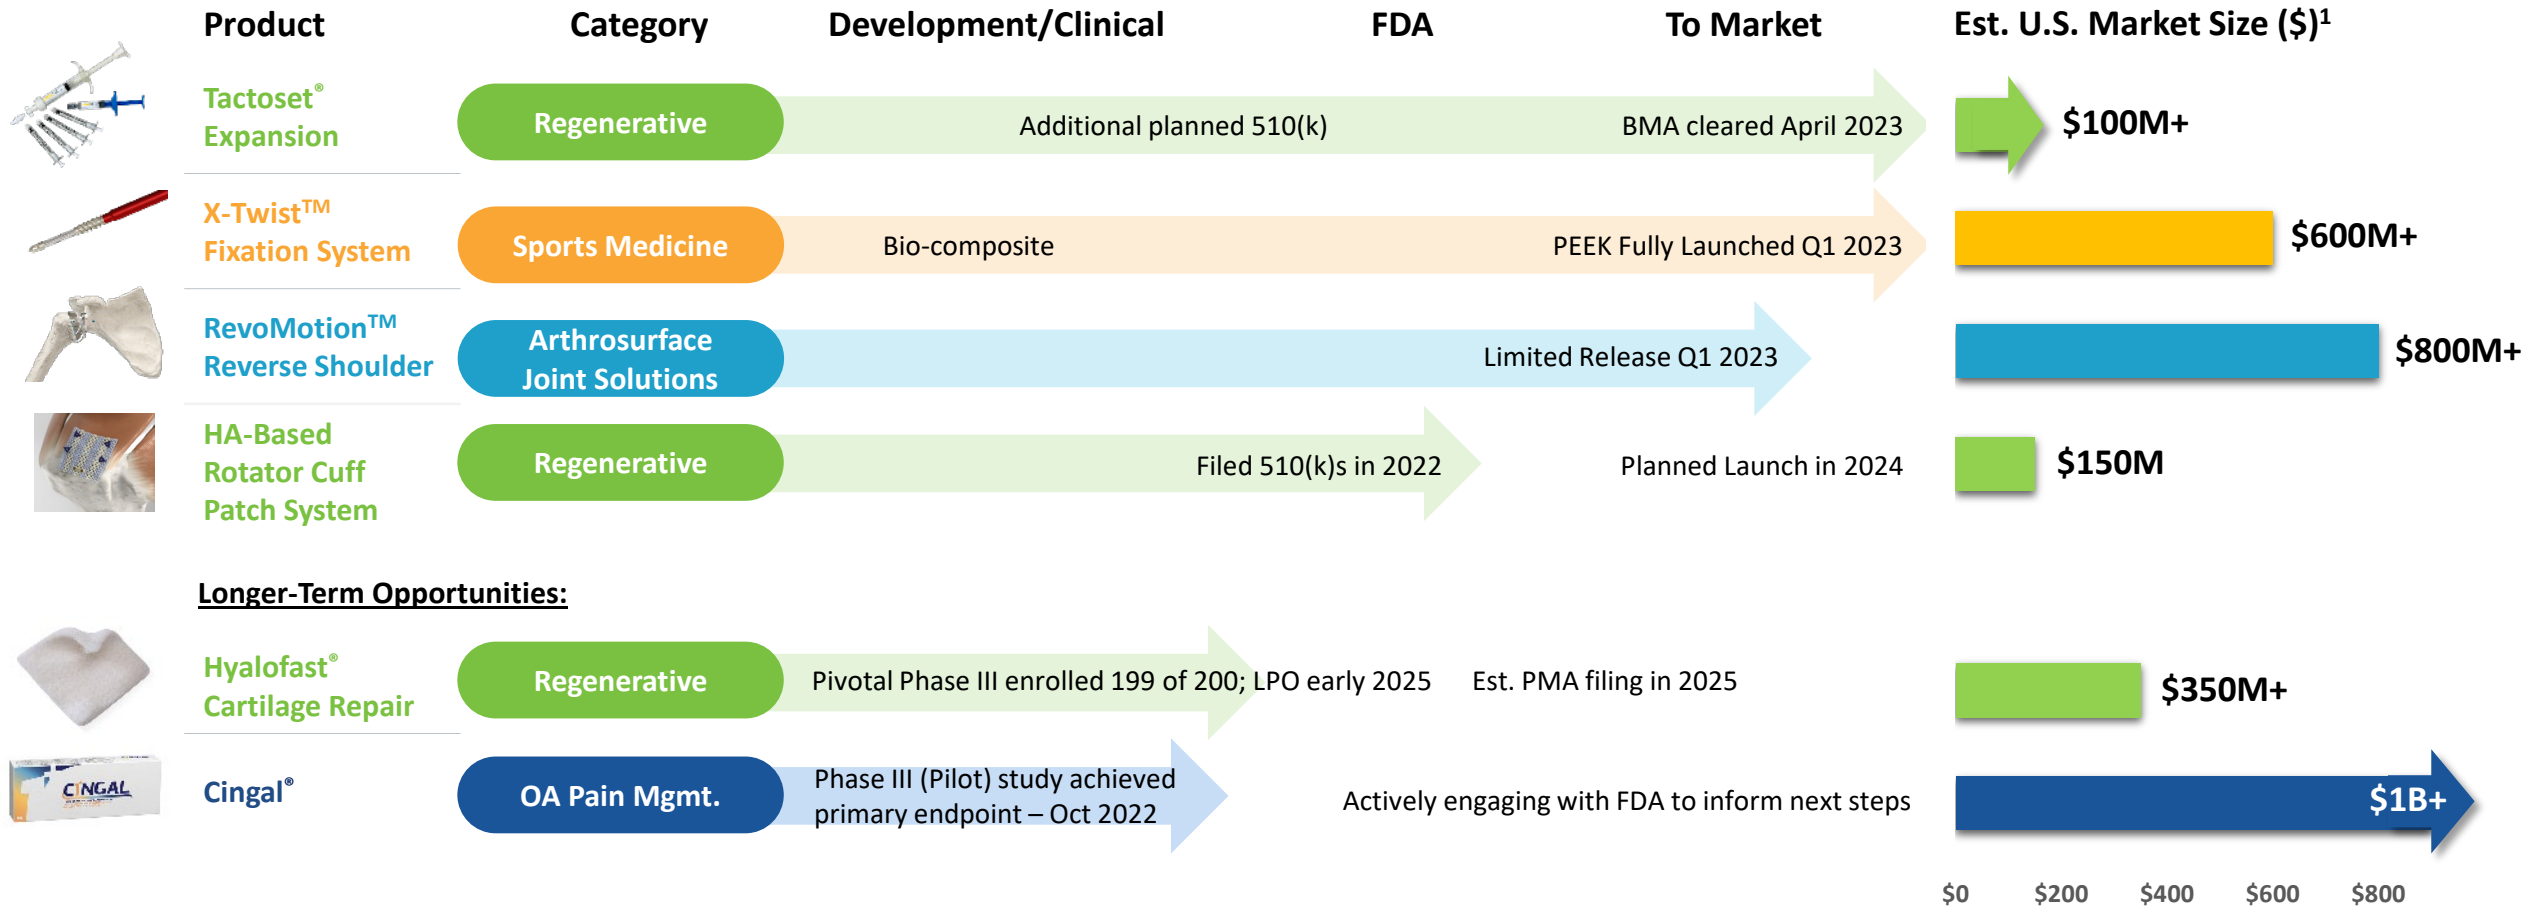 Product Category Development/Clinical FDA To Market Est. U.S. Market Size ($)¹
Tactoset®
Expansion
Regenerative
Additional planned 510(k)
BMA cleared April 2023
$100M+
X-Twist™
Fixation System
Sports Medicine
Bio-composite
PEEK Fully Launched Q1 2023
$600M+
RevoMotion™
Reverse Shoulder
Arthrosurface
Joint Solutions
Limited Release Q1 2023
$800M+
HA-Based
Rotator Cuff
Patch System
Regenerative
Filed 510(k)s in 2022
Planned Launch in 2024
$150M
Longer-Term Opportunities:
Hyalofast®
Cartilage Repair
Regenerative
Pivotal Phase III enrolled 199 of 200; LPO early 2025
Est. PMA filing in 2025
$350M+
CINGAL
Cingal®
OA Pain Mgmt.
Phase III (Pilot) study achieved
primary endpoint – Oct 2022
Actively engaging with FDA to inform next steps
$1B+
$0 $200 $400 $600 $800